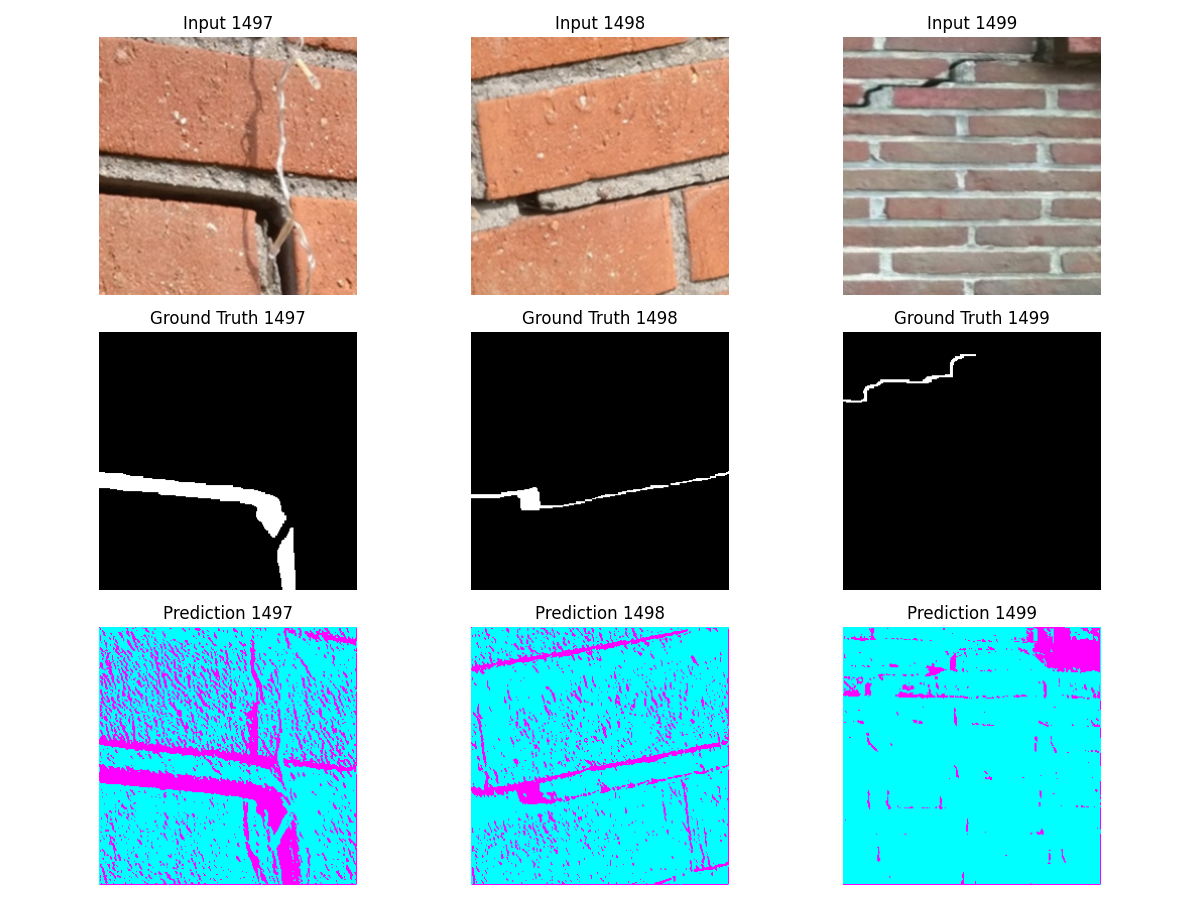 Input 1497
Input 1498
Input 1499
Ground Truth 1497
Ground Truth 1498
Ground Truth 1499
Prediction 1497
Prediction 1498
Prediction 1499